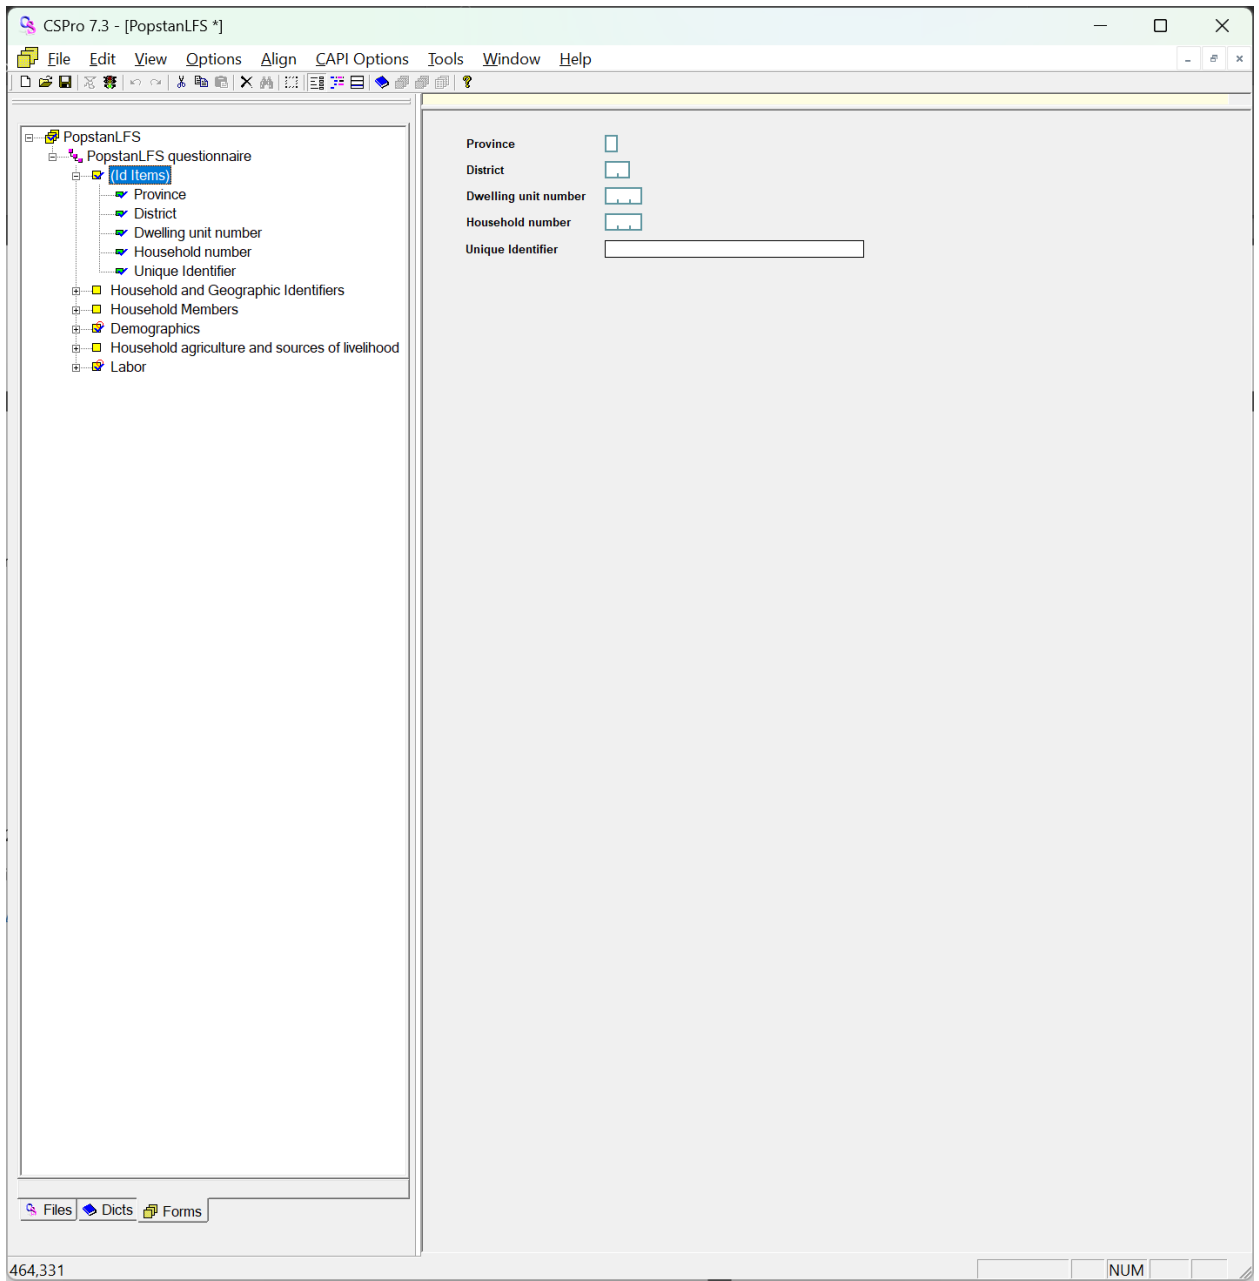 CSPro 7.3 - [PopstanLFS *]
File Edit View Options Align CAPI Options Tools Window Help
PopstanLFS
PopstanLFS questionnaire
(Id Items)
Province
District
Dwelling unit number
Household number
Unique Identifier
Household and Geographic Identifiers
Household Members
Demographics
Household agriculture and sources of livelihood
Labor
Province
District
Dwelling unit number
Household number
Unique Identifier
Files Dicts Forms
464,331 NUM